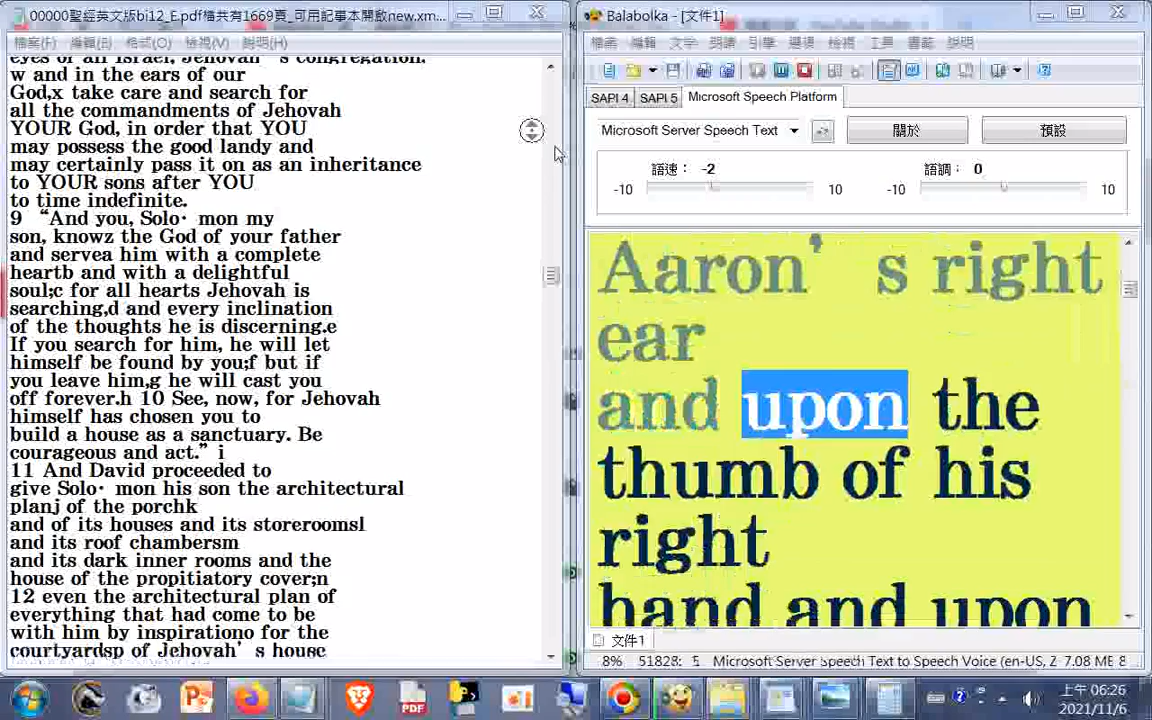 00000聖經英文版bi12_E.pdf檔共有1669頁_可用記事本開啟new.xm...
檔案(F) 編輯(E) 格式(O) 檢視(V) 說明(H)
eyes of all Israel, Jehovah’s congregation,
w and in the ears of our
God,x take care and search for
all the commandments of Jehovah
YOUR God, in order that YOU
may possess the good landy and
may certainly pass it on as an inheritance
to YOUR sons after YOU
to time indefinite.
9 “And you, Solo·mon my
son, knowz the God of your father
and servea him with a complete
heartb and with a delightful
soul;c for all hearts Jehovah is
searching,d and every inclination
of the thoughts he is discerning.e
If you search for him, he will let
himself be found by you;f but if
you leave him,g he will cast you
off forever.h 10 See, now, for Jehovah
himself has chosen you to
build a house as a sanctuary. Be
courageous and act.” i
11 And David proceeded to
give Solo·mon his son the architectural
planj of the porchk
and of its houses and its storeroomsl
and its roof chambersm
and its dark inner rooms and the
house of the propitiatory cover;n
12 even the architectural plan of
everything that had come to be
with him by inspirationo for the
courtyardsp of Jehovah’s house
Balabolka - [文件1]
檔案 編輯 文字 朗讀 引擎 選項 檢視 工具 書籤 說明
SAPI 4 SAPI 5 Microsoft Speech Platform
Microsoft Server Speech Text 關於 預設
語速： -2 語調： 0
-10 10 -10 10
Aaron’s right
ear
and upon the
thumb of his
right
hand and upon
文件1
8% 51828: Microsoft Server Speech Text to Speech Voice (en-US, Z 7.08 MB 8
PDF
上午 06:26
2021/11/6